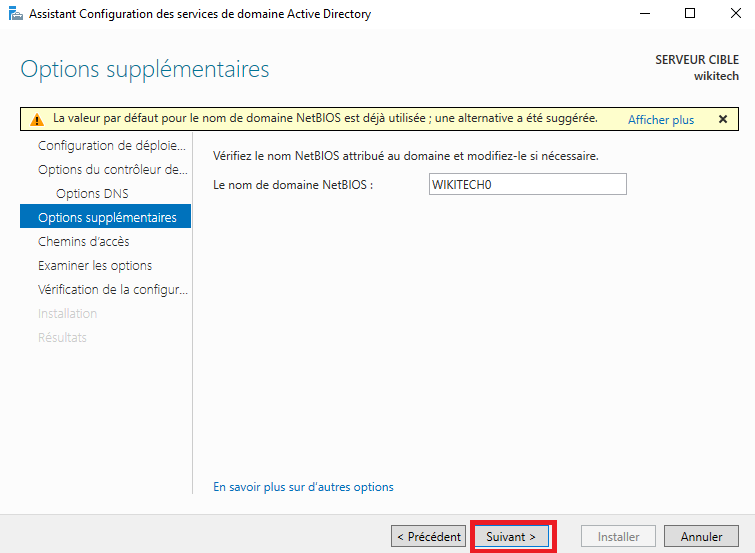 Assistant Configuration des services de domaine Active Directory
Options supplémentaires
SERVEUR CIBLE
wikitech
La valeur par défaut pour le nom de domaine NetBIOS est déjà utilisée ; une alternative a été suggérée.
Afficher plus
Configuration de déploie...
Options du contrôleur de...
Options DNS
Options supplémentaires
Chemins d'accès
Examiner les options
Vérification de la configur...
Installation
Résultats
Vérifiez le nom NetBIOS attribué au domaine et modifiez-le si nécessaire.
Le nom de domaine NetBIOS : WIKITECH0
En savoir plus sur d'autres options
< Précédent
Suivant >
Installer
Annuler